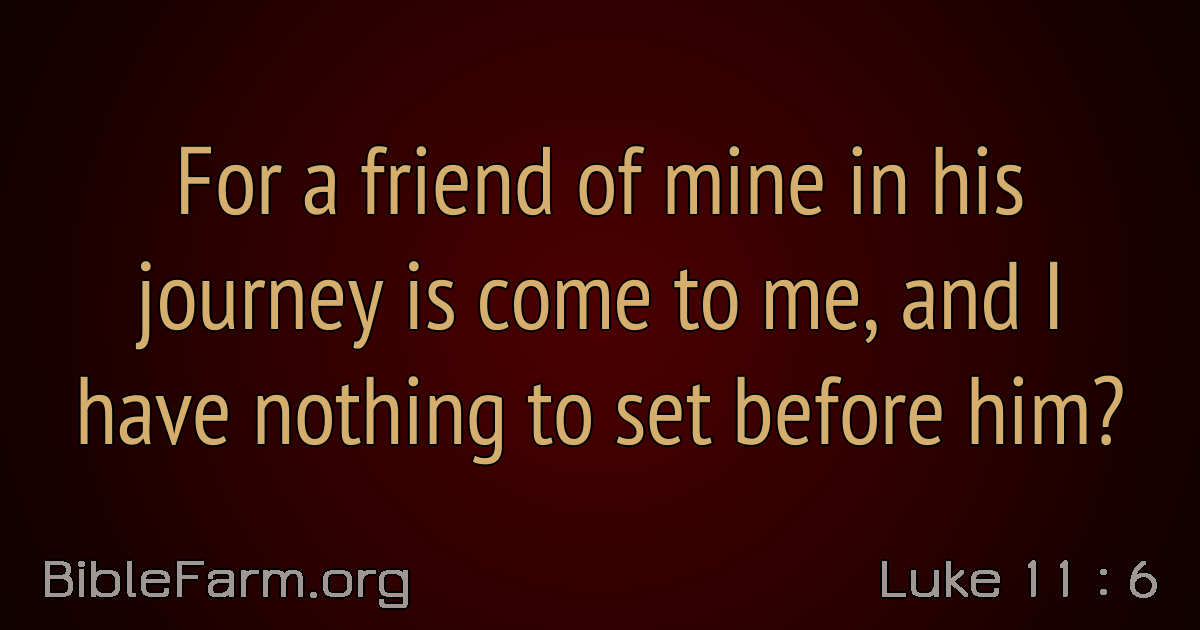 For a friend of mine in his
journey is come to me, and I
have nothing to set before him?
BibleFarm.org
Luke 11 : 6